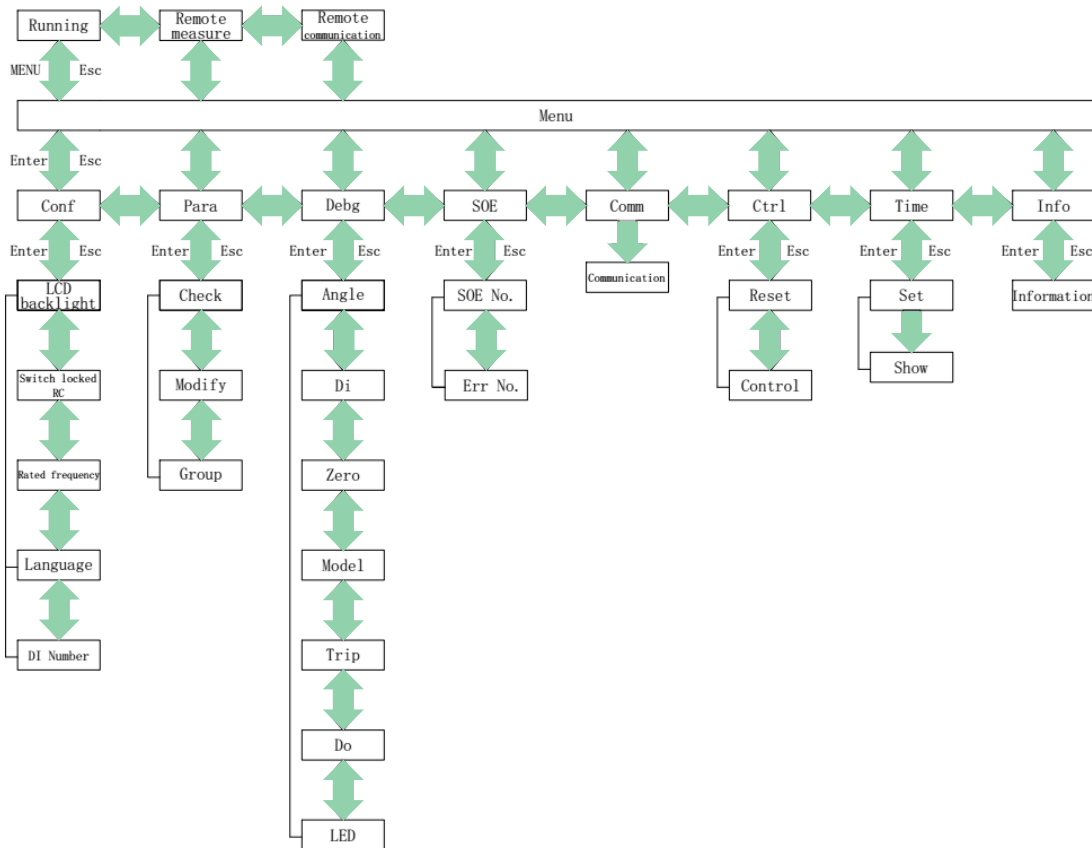 Running
Remote
measure
Remote
communication
MENU Esc
Menu
Enter Esc
Conf Para Debg SOE Comm Ctrl Time Info
Enter Esc Enter Esc Enter Esc Enter Esc Enter Esc Enter Esc Enter Esc
LCD
backlight
Check
Angle
SOE No.
Communication
Reset
Set
Information
Switch locked
RC
Modify
Di
Err No.
Control
Show
Rated frequency
Group
Zero
Language
Model
DI Number
Trip
Do
LED